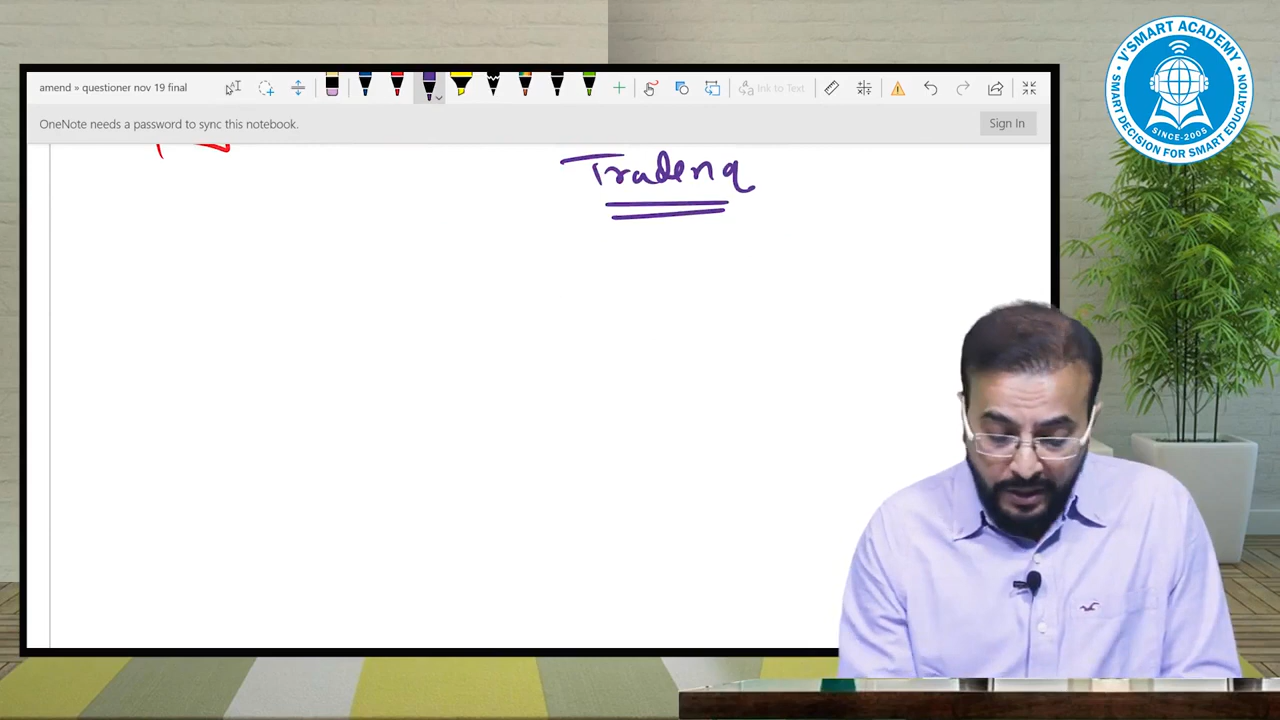 amend » questioner nov 19 final
Ink to Text
OneNote needs a password to sync this notebook.
Sign In
Tradenq
V'SMART ACADEMY
SINCE-2005
SMART DECISION FOR SMART EDUCATION